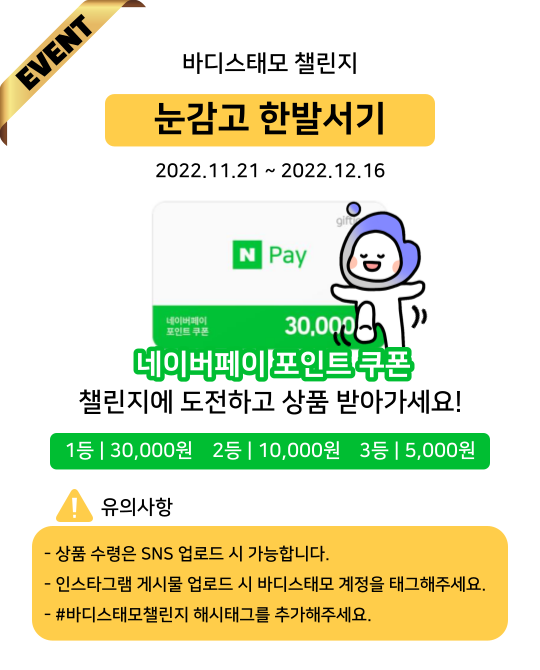 EVENT
바디스태모 챌린지
눈감고 한발서기
2022.11.21 ~ 2022.12.16
N Pay
네이버페이
포인트 쿠폰
30,000
네이버페이 포인트 쿠폰
챌린지에 도전하고 상품 받아가세요!
1등 | 30,000원 2등 | 10,000원 3등 | 5,000원
유의사항
- 상품 수령은 SNS 업로드 시 가능합니다.
- 인스타그램 게시물 업로드 시 바디스태모 계정을 태그해주세요.
- #바디스태모챌린지 해시태그를 추가해주세요.